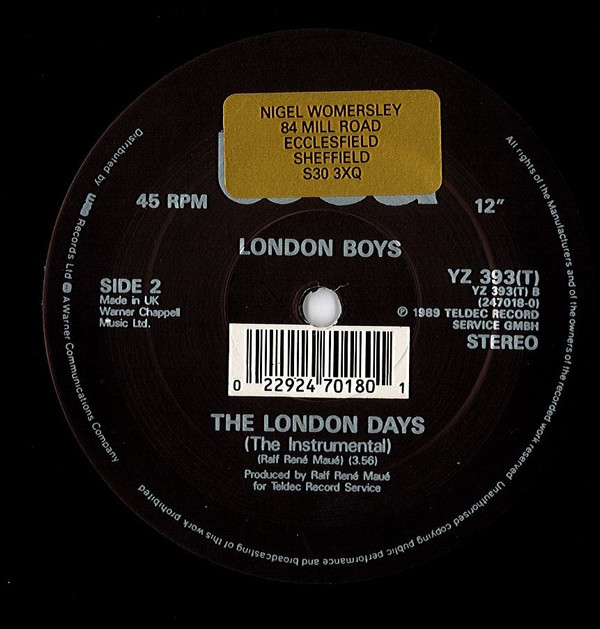 NIGEL WOMERSLEY
84 MILL ROAD
ECCLESFIELD
SHEFFIELD
S30 3XQ
45 RPM
12"
LONDON BOYS
SIDE 2
Made in UK
Warner Chappell
Music Ltd.
YZ 393(T)
YZ 393(T) B
(247018-0)
℗ 1989 TELDEC RECORD
SERVICE GMBH
STEREO
0 22924 70180 1
THE LONDON DAYS
(The Instrumental)
(Ralf René Maué) (3.56)
Produced by Ralf René Maué
for Teldec Record Service
Distributed by wea Records Ltd A Warner Communications Company
All rights of the Manufacturers and of the owners of the recorded work reserved Unauthorised copying public performance and broadcasting of this work prohibited